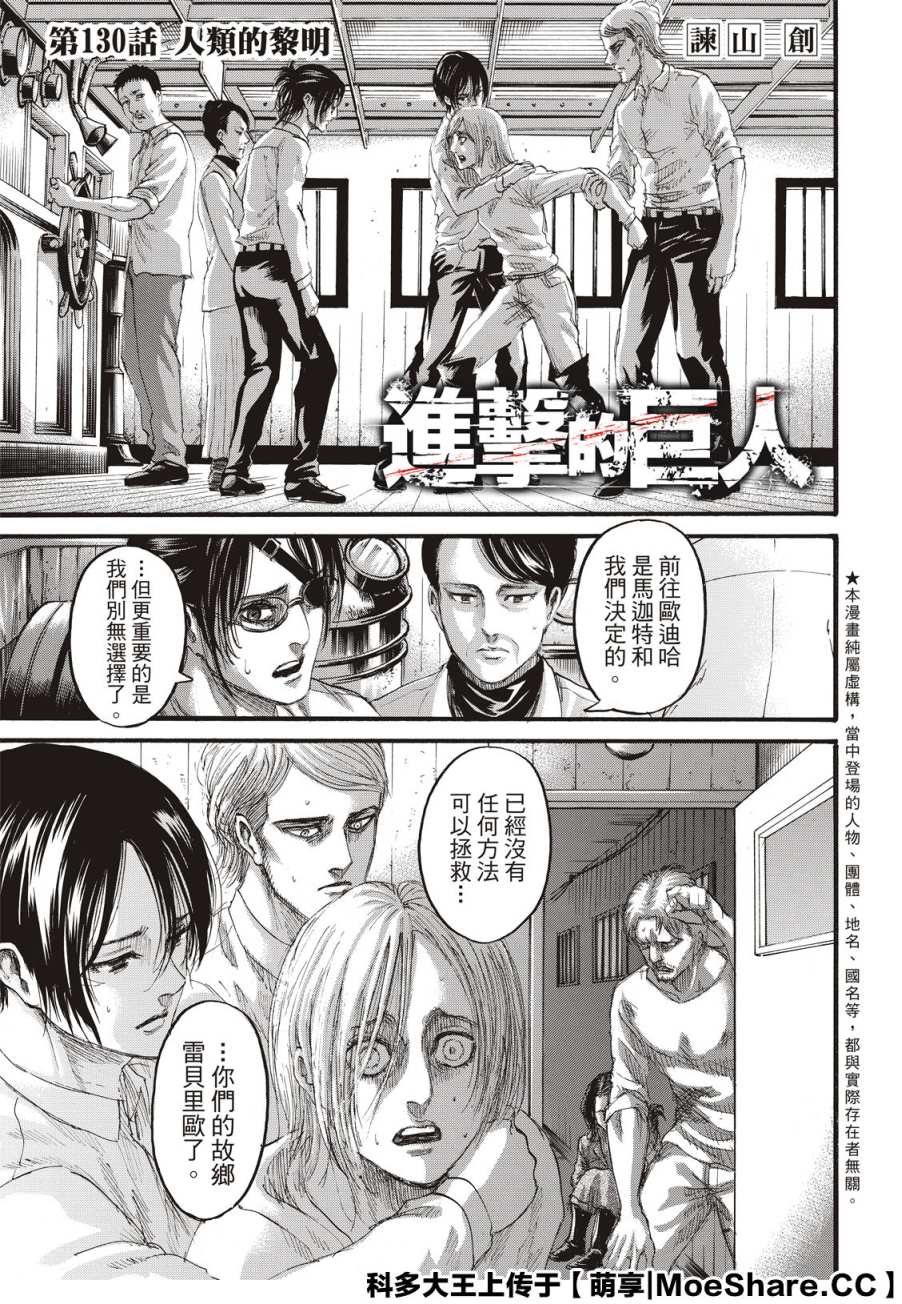 第130話 人類的黎明
諫山創
進擊的巨人
前往歐迪哈
是馬迦特和
我們決定的。
…但更重要的是
我們別無選擇了。
已經沒有
任何方法
可以拯救…
…你們的故鄉
雷貝里歐了。
★本漫畫純屬虛構，當中登場的人物、團體、地名、國名等，都與實際存在者無關。
科多大王上传于【萌享|MoeShare.CC】